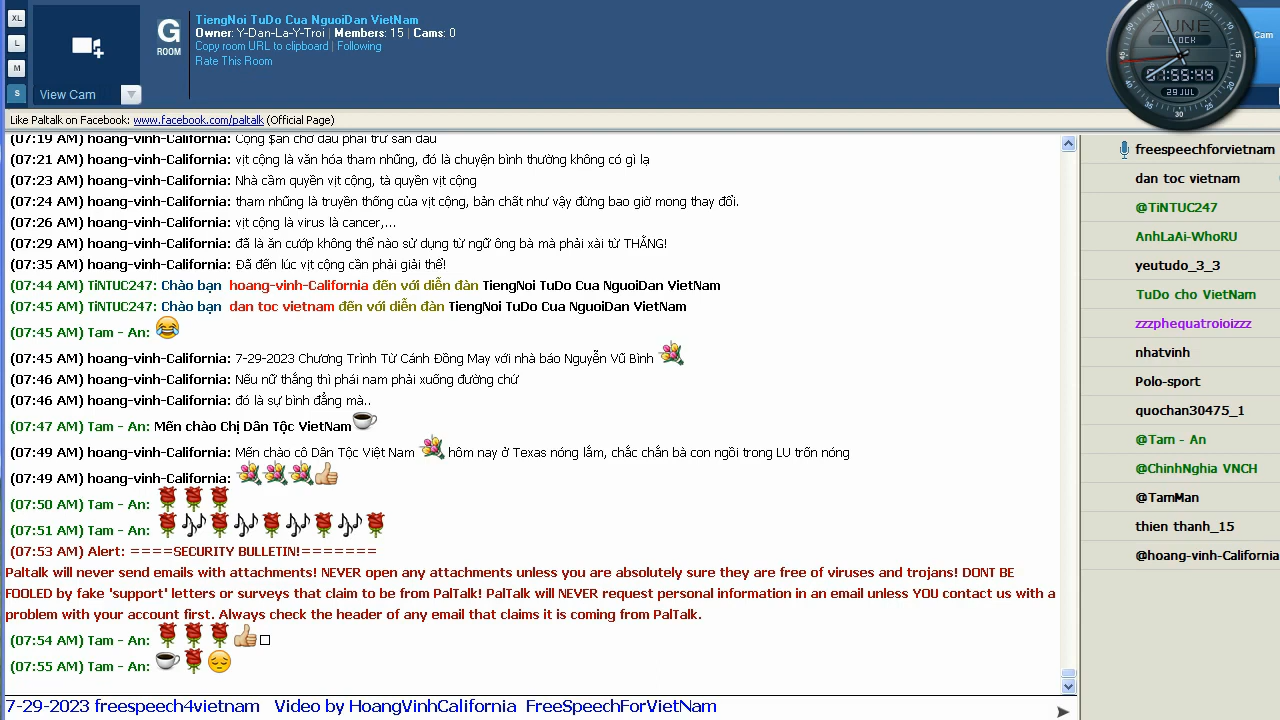 XL
L
M
S
View Cam
G
ROOM
TiengNoi TuDo Cua NguoiDan VietNam
Owner: Y-Dan-La-Y-Troi | Members: 15 | Cams: 0
Copy room URL to clipboard | Following
Rate This Room
ZUNE
CLOCK
07:55:44
29 JUL
Cam
Like Paltalk on Facebook: www.facebook.com/paltalk (Official Page)
(07:19 AM) hoang-vinh-California: Cộng $ản chợ dầu phải trừ sản dầu
(07:21 AM) hoang-vinh-California: vịt cộng là văn hóa tham nhũng, đó là chuyện bình thường không có gì lạ
(07:23 AM) hoang-vinh-California: Nhà cầm quyền vịt cộng, tà quyền vịt cộng
(07:24 AM) hoang-vinh-California: tham nhũng là truyền thống của vịt cộng, bản chất như vậy đừng bao giờ mong thay đổi.
(07:26 AM) hoang-vinh-California: vịt cộng là virus là cancer,...
(07:29 AM) hoang-vinh-California: đã là ăn cướp không thể nào sử dụng từ ngữ ông bà mà phải xài từ THẰNG!
(07:35 AM) hoang-vinh-California: Đã đến lúc vịt cộng cần phải giải thể!
(07:44 AM) TiNTUC247: Chào bạn hoang-vinh-California đến với diễn đàn TiengNoi TuDo Cua NguoiDan VietNam
(07:45 AM) TiNTUC247: Chào bạn dan toc vietnam đến với diễn đàn TiengNoi TuDo Cua NguoiDan VietNam
(07:45 AM) Tam - An:
(07:45 AM) hoang-vinh-California: 7-29-2023 Chương Trình Từ Cánh Đồng May với nhà báo Nguyễn Vũ Bình
(07:46 AM) hoang-vinh-California: Nếu nữ thắng thì phái nam phải xuống đường chứ
(07:46 AM) hoang-vinh-California: đó là sự bình đẳng mà..
(07:47 AM) Tam - An: Mến chào Chị Dân Tộc VietNam
(07:49 AM) hoang-vinh-California: Mến chào cô Dân Tộc Việt Nam hôm nay ở Texas nóng lắm, chắc chắn bà con ngồi trong LU trốn nóng
(07:49 AM) hoang-vinh-California:
(07:50 AM) Tam - An:
(07:51 AM) Tam - An:
(07:53 AM) Alert: ====SECURITY BULLETIN!=======
Paltalk will never send emails with attachments! NEVER open any attachments unless you are absolutely sure they are free of viruses and trojans! DONT BE
FOOLED by fake 'support' letters or surveys that claim to be from PalTalk! PalTalk will NEVER request personal information in an email unless YOU contact us with a
problem with your account first. Always check the header of any email that claims it is coming from PalTalk.
(07:54 AM) Tam - An:
(07:55 AM) Tam - An:
freespeechforvietnam
dan toc vietnam
@TiNTUC247
AnhLaAi-WhoRU
yeutudo_3_3
TuDo cho VietNam
zzzphequatroioizzz
nhatvinh
Polo-sport
quochan30475_1
@Tam - An
@ChinhNghia VNCH
@TamMan
thien thanh_15
@hoang-vinh-California
7-29-2023 freespeech4vietnam Video by HoangVinhCalifornia FreeSpeechForVietNam